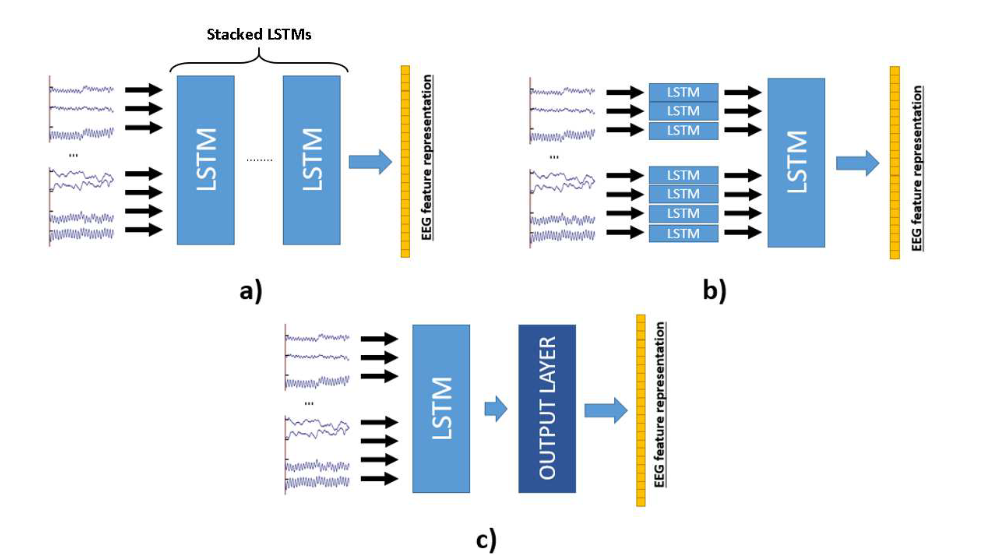 Stacked LSTMs
...
LSTM
........
LSTM
EEG feature representation
a)
...
LSTM
LSTM
LSTM
LSTM
LSTM
LSTM
LSTM
LSTM
EEG feature representation
b)
...
LSTM
OUTPUT LAYER
EEG feature representation
c)